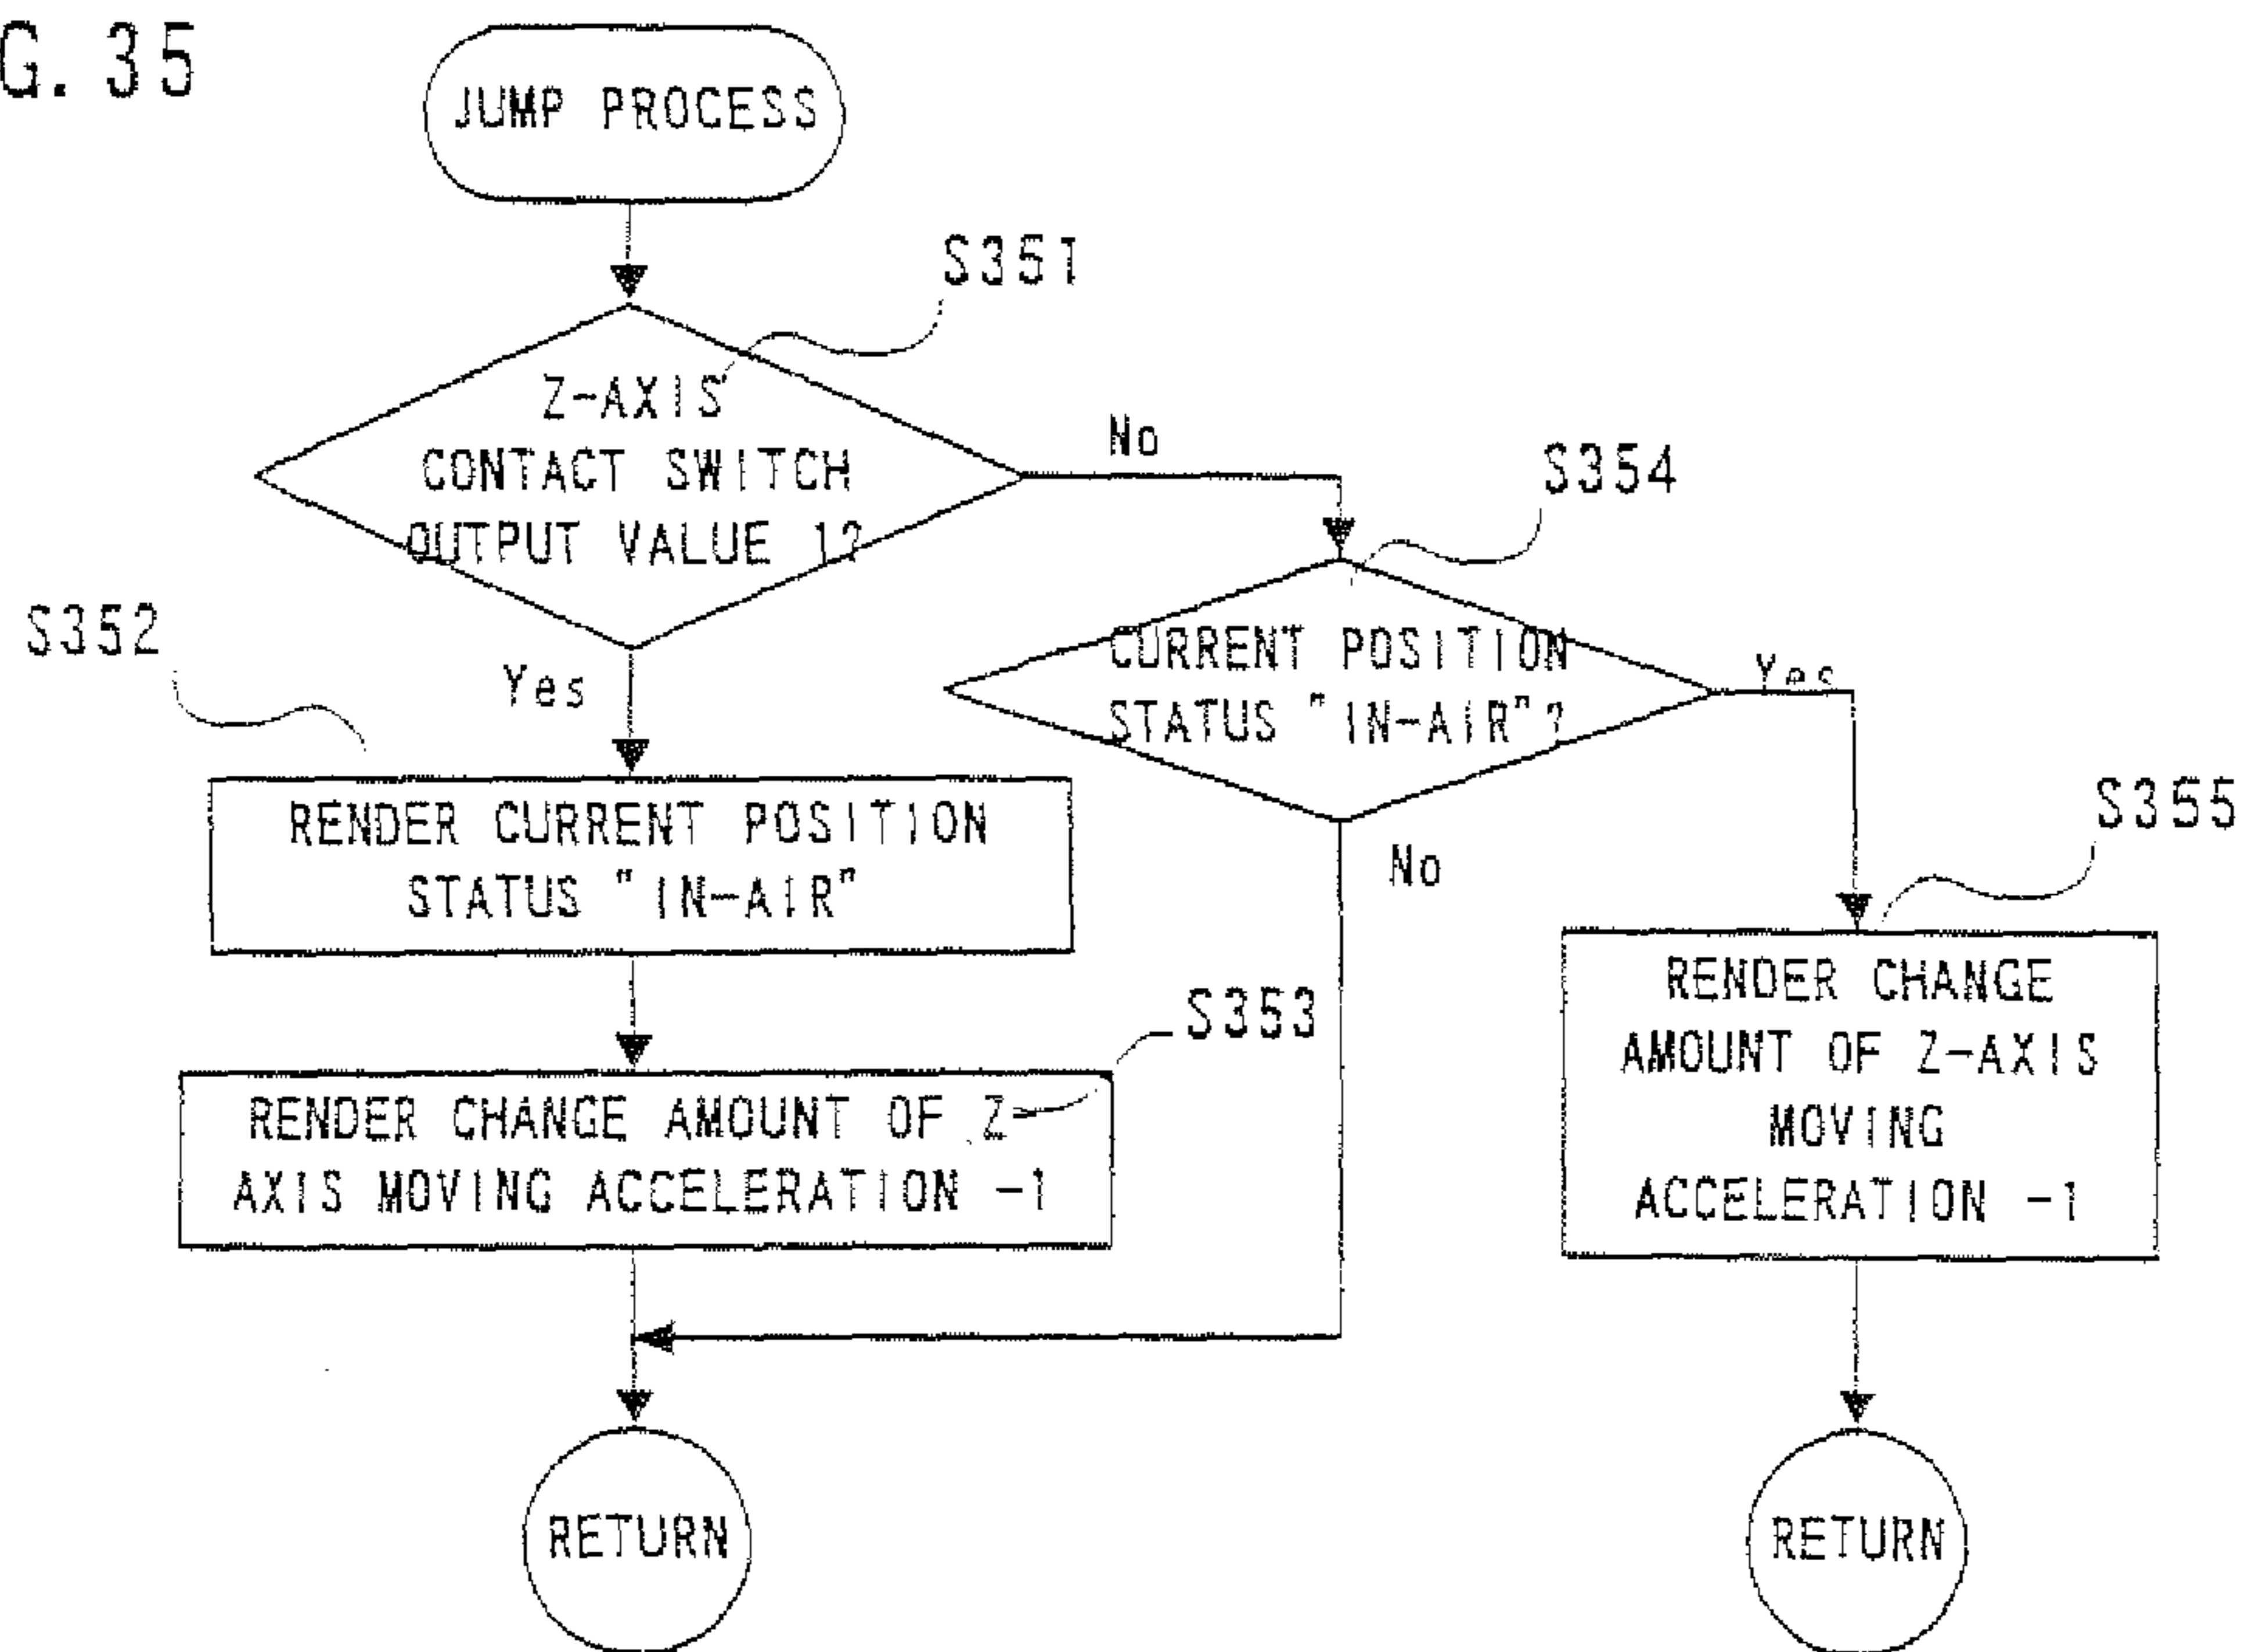 G. 35
JUMP PROCESS
S351
Z-AXIS
CONTACT SWITCH
OUTPUT VALUE 1?
No
Yes
S354
CURRENT POSITION
STATUS "IN-AIR"?
Yes
No
S352
RENDER CURRENT POSITION
STATUS "IN-AIR"
S353
RENDER CHANGE AMOUNT OF Z-
AXIS MOVING ACCELERATION -1
S355
RENDER CHANGE
AMOUNT OF Z-AXIS
MOVING
ACCELERATION -1
RETURN
RETURN